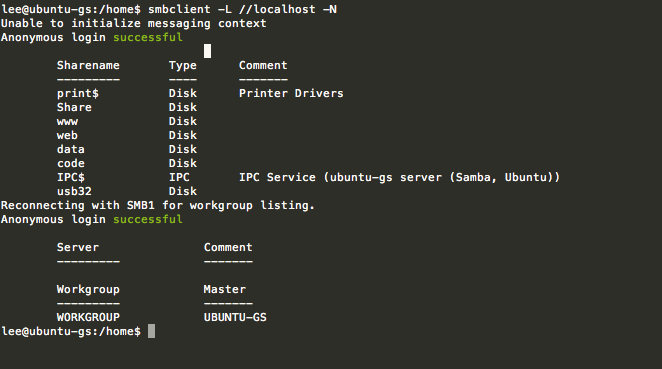 lee@ubuntu-gs:/home$ smbclient -L //localhost -N
Unable to initialize messaging context
Anonymous login successful
Sharename Type Comment
--------- ---- -------
print$ Disk Printer Drivers
Share Disk
www Disk
web Disk
data Disk
code Disk
IPC$ IPC IPC Service (ubuntu-gs server (Samba, Ubuntu))
usb32 Disk
Reconnecting with SMB1 for workgroup listing.
Anonymous login successful
Server Comment
--------- -------
Workgroup Master
--------- -------
WORKGROUP UBUNTU-GS
lee@ubuntu-gs:/home$